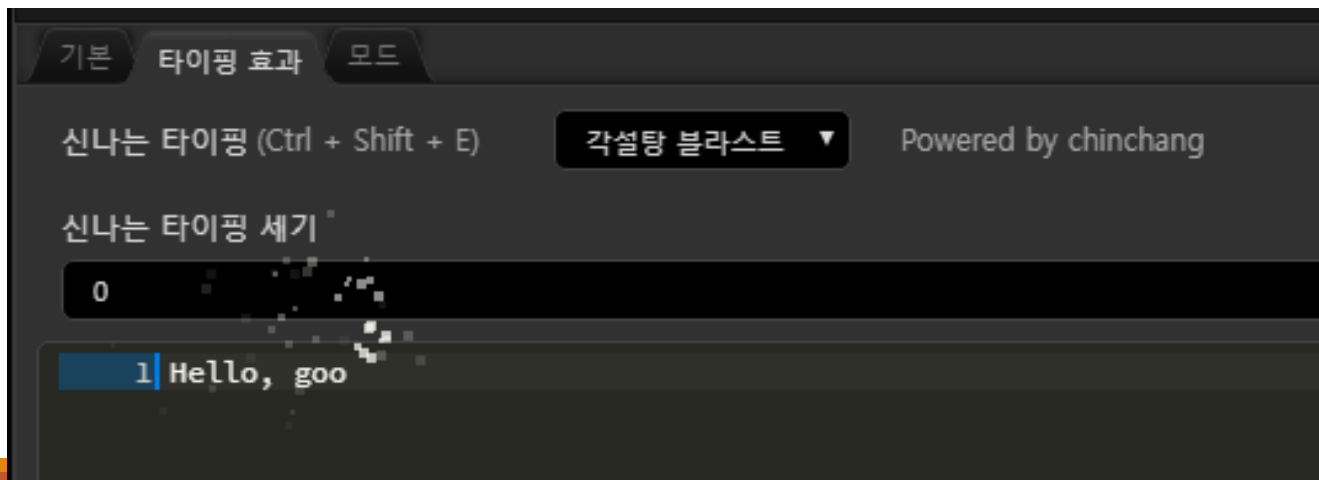 기본 타이핑 효과 모드
신나는 타이핑 (Ctrl + Shift + E) 각설탕 블라스트 ▼ Powered by chinchang
신나는 타이핑 세기
0
1 Hello, goo